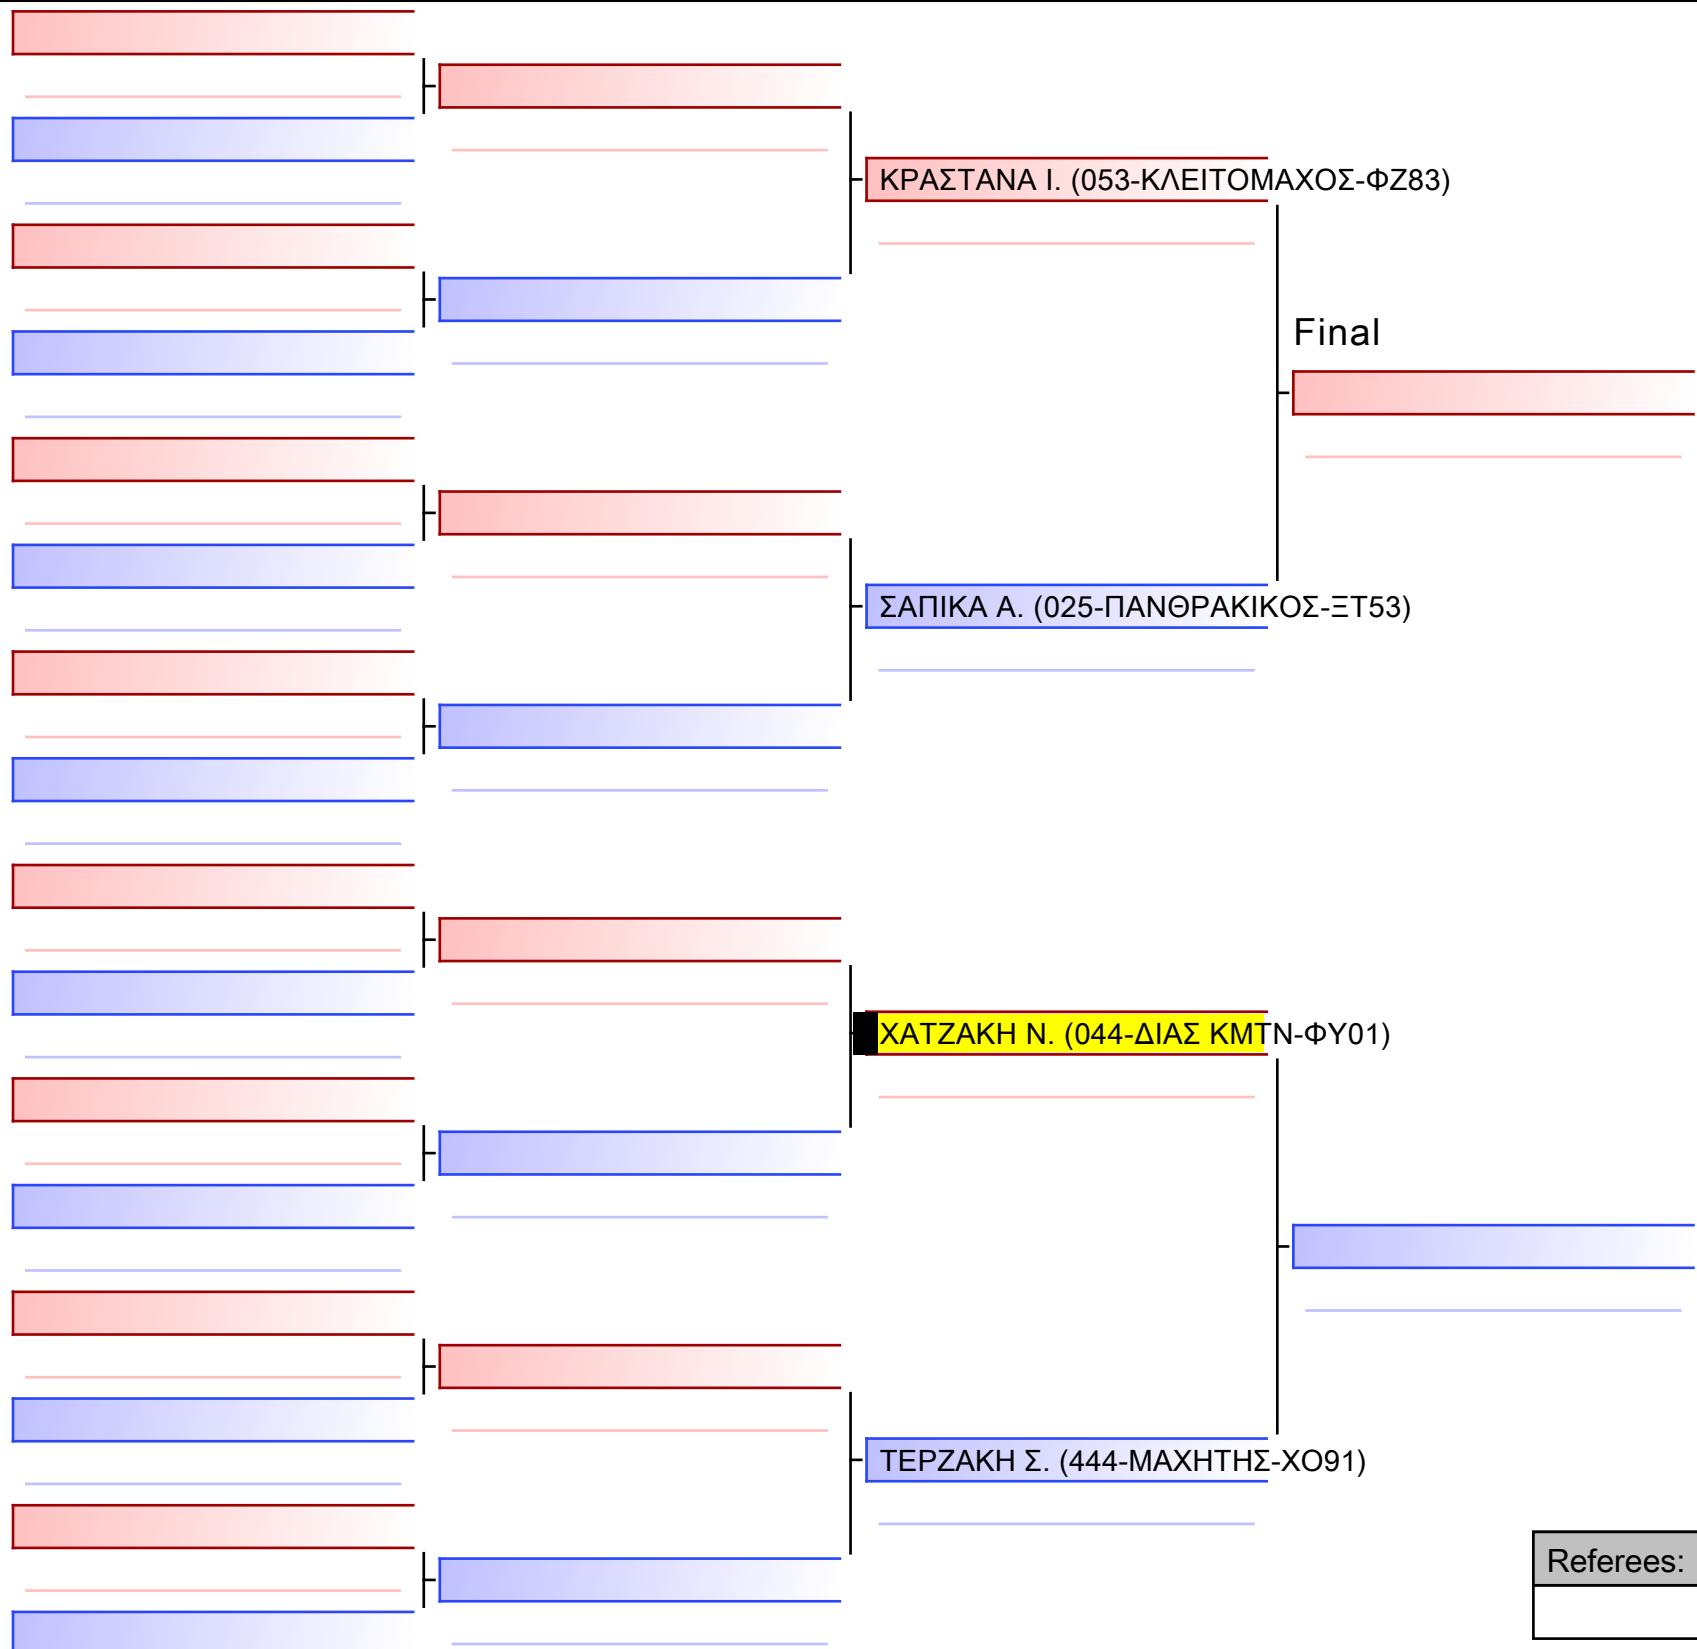 ΚΡΑΣΤΑΝΑ Ι. (053-ΚΛΕΙΤΟΜΑΧΟΣ-ΦΖ83)
Final
ΣΑΠΙΚΑ Α. (025-ΠΑΝΘΡΑΚΙΚΟΣ-ΞΤ53)
ΧΑΤΖΑΚΗ Ν. (044-ΔΙΑΣ ΚΜΤΝ-ΦΥ01)
ΤΕΡΖΑΚΗ Σ. (444-ΜΑΧΗΤΗΣ-ΧΟ91)
Referees: